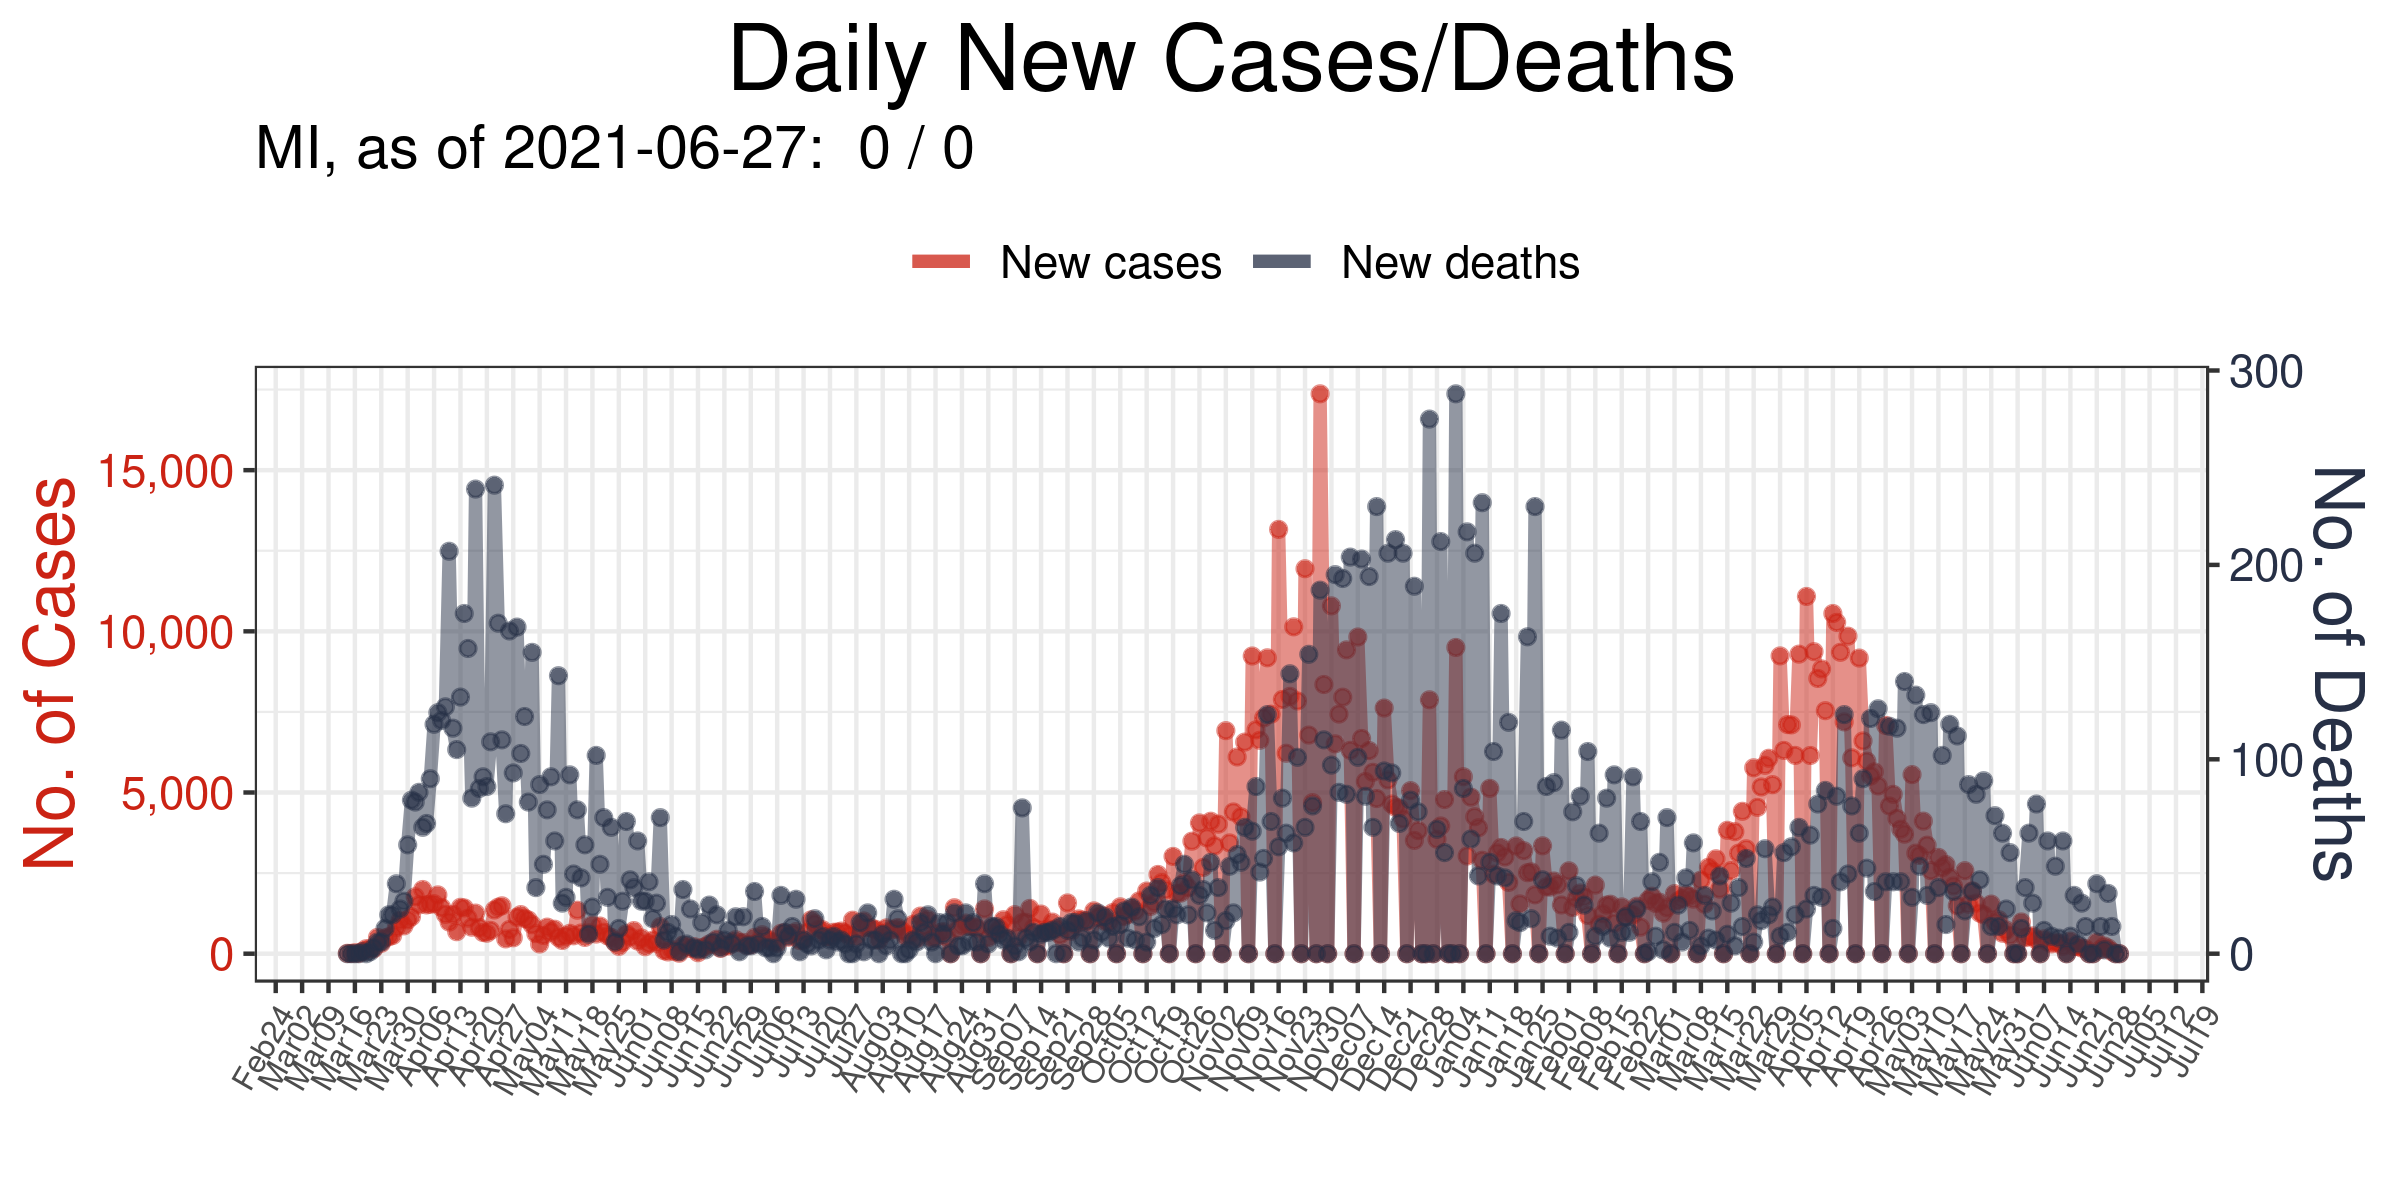 Daily New Cases/Deaths
MI, as of 2021-06-27: 0 / 0
New cases
New deaths
No. of Cases
15,000
10,000
5,000
0
300
200
100
0
No. of Deaths
Feb24
Mar02
Mar09
Mar16
Mar23
Mar30
Apr06
Apr13
Apr20
Apr27
May04
May11
May18
May25
Jun01
Jun08
Jun15
Jun22
Jun29
Jul06
Jul13
Jul20
Jul27
Aug03
Aug10
Aug17
Aug24
Aug31
Sep07
Sep14
Sep21
Sep28
Oct05
Oct12
Oct19
Oct26
Nov02
Nov09
Nov16
Nov23
Nov30
Dec07
Dec14
Dec21
Dec28
Jan04
Jan11
Jan18
Jan25
Feb01
Feb08
Feb15
Feb22
Mar01
Mar08
Mar15
Mar22
Mar29
Apr05
Apr12
Apr19
Apr26
May03
May10
May17
May24
May31
Jun07
Jun14
Jun21
Jun28
Jul05
Jul12
Jul19